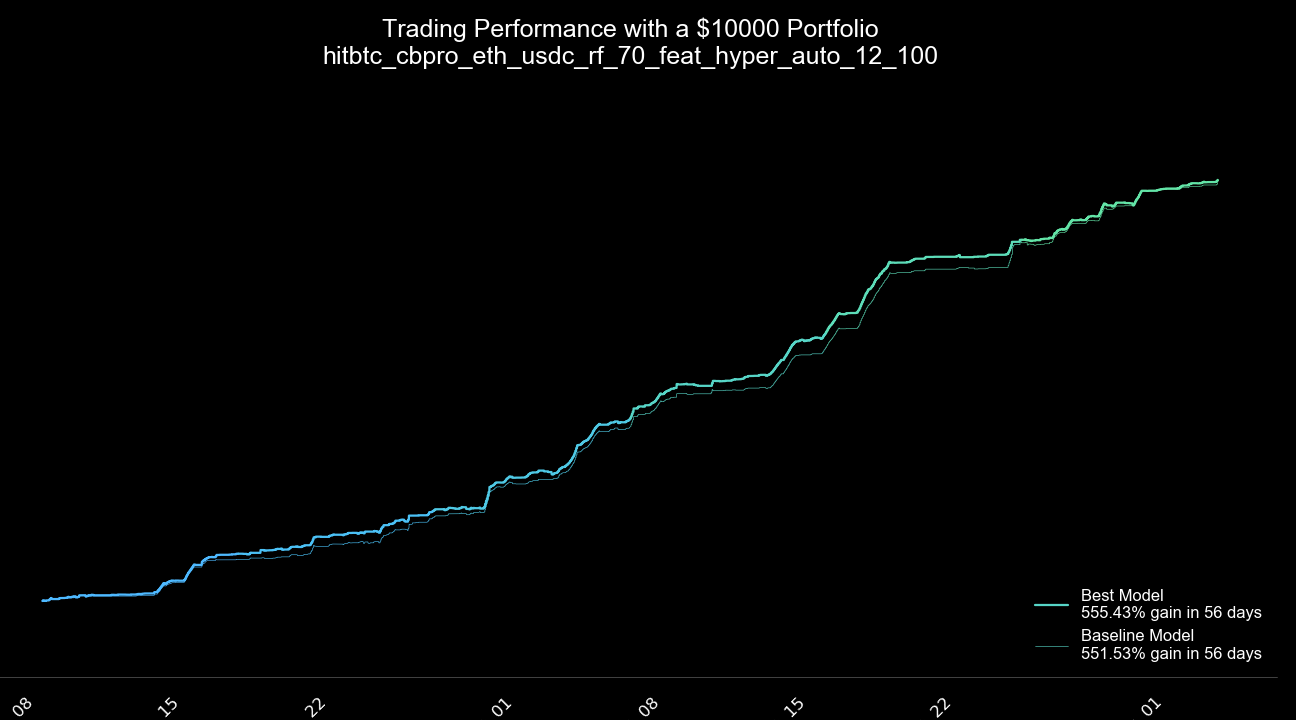 Trading Performance with a $10000 Portfolio
hitbtc_cbpro_eth_usdc_rf_70_feat_hyper_auto_12_100
Best Model
555.43% gain in 56 days
Baseline Model
551.53% gain in 56 days
08 15 22 01 08 15 22 01